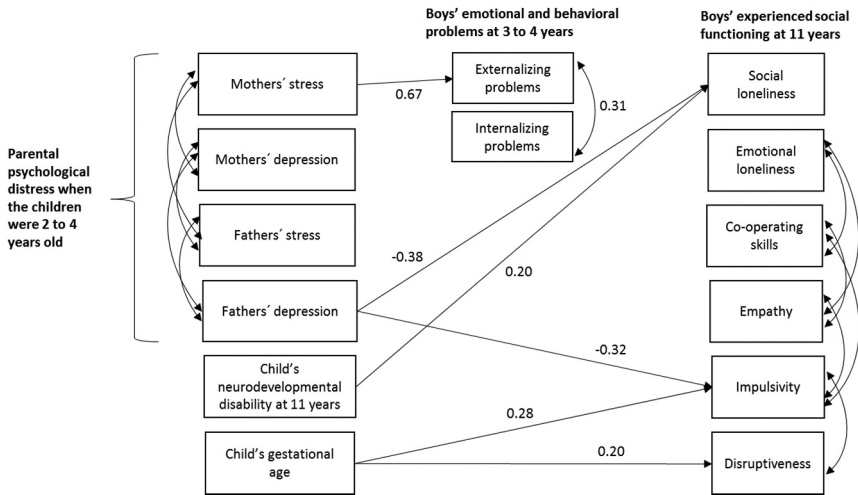 Boys' emotional and behavioral
problems at 3 to 4 years
Boys' experienced social
functioning at 11 years
Parental
psychological
distress when
the children
were 2 to 4
years old
Mothers´ stress
Mothers´ depression
Fathers´ stress
Fathers´ depression
Child's
neurodevelopmental
disability at 11 years
Child's gestational
age
0.67
Externalizing
problems
Internalizing
problems
0.31
-0.38
0.20
-0.32
0.28
0.20
Social
loneliness
Emotional
loneliness
Co-operating
skills
Empathy
Impulsivity
Disruptiveness